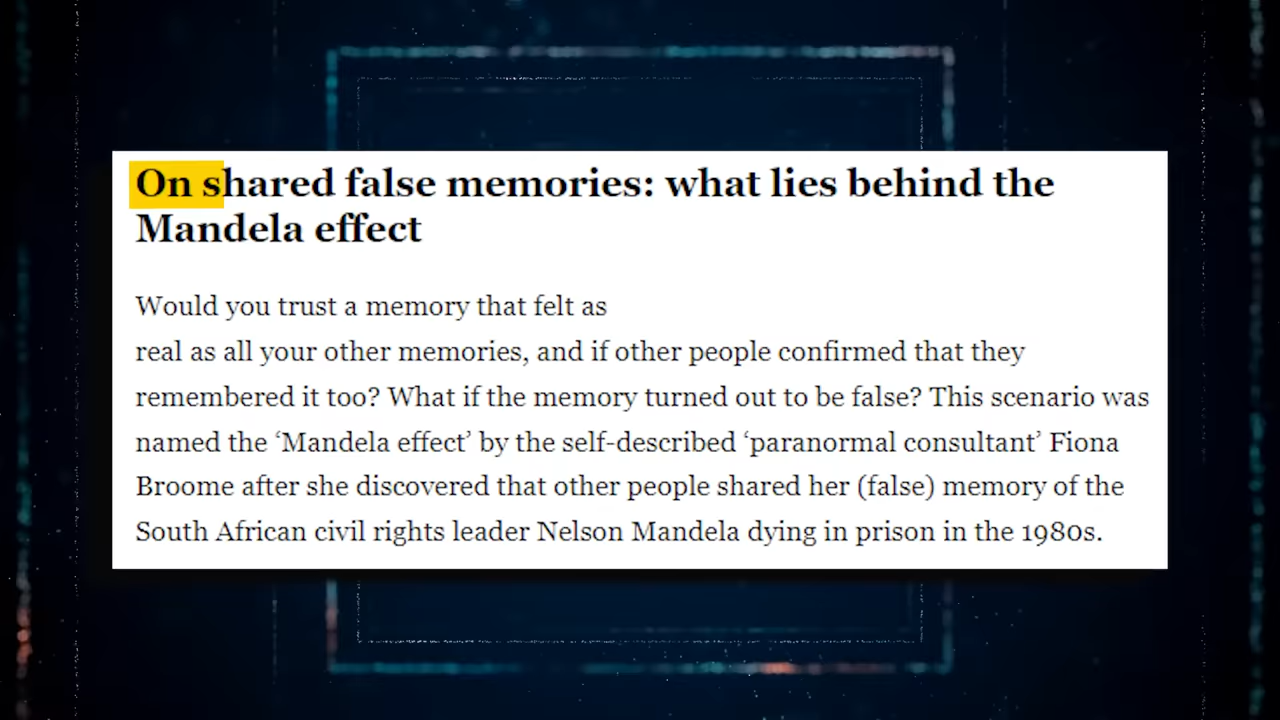 On shared false memories: what lies behind the
Mandela effect
Would you trust a memory that felt as
real as all your other memories, and if other people confirmed that they
remembered it too? What if the memory turned out to be false? This scenario was
named the ‘Mandela effect’ by the self-described ‘paranormal consultant’ Fiona
Broome after she discovered that other people shared her (false) memory of the
South African civil rights leader Nelson Mandela dying in prison in the 1980s.